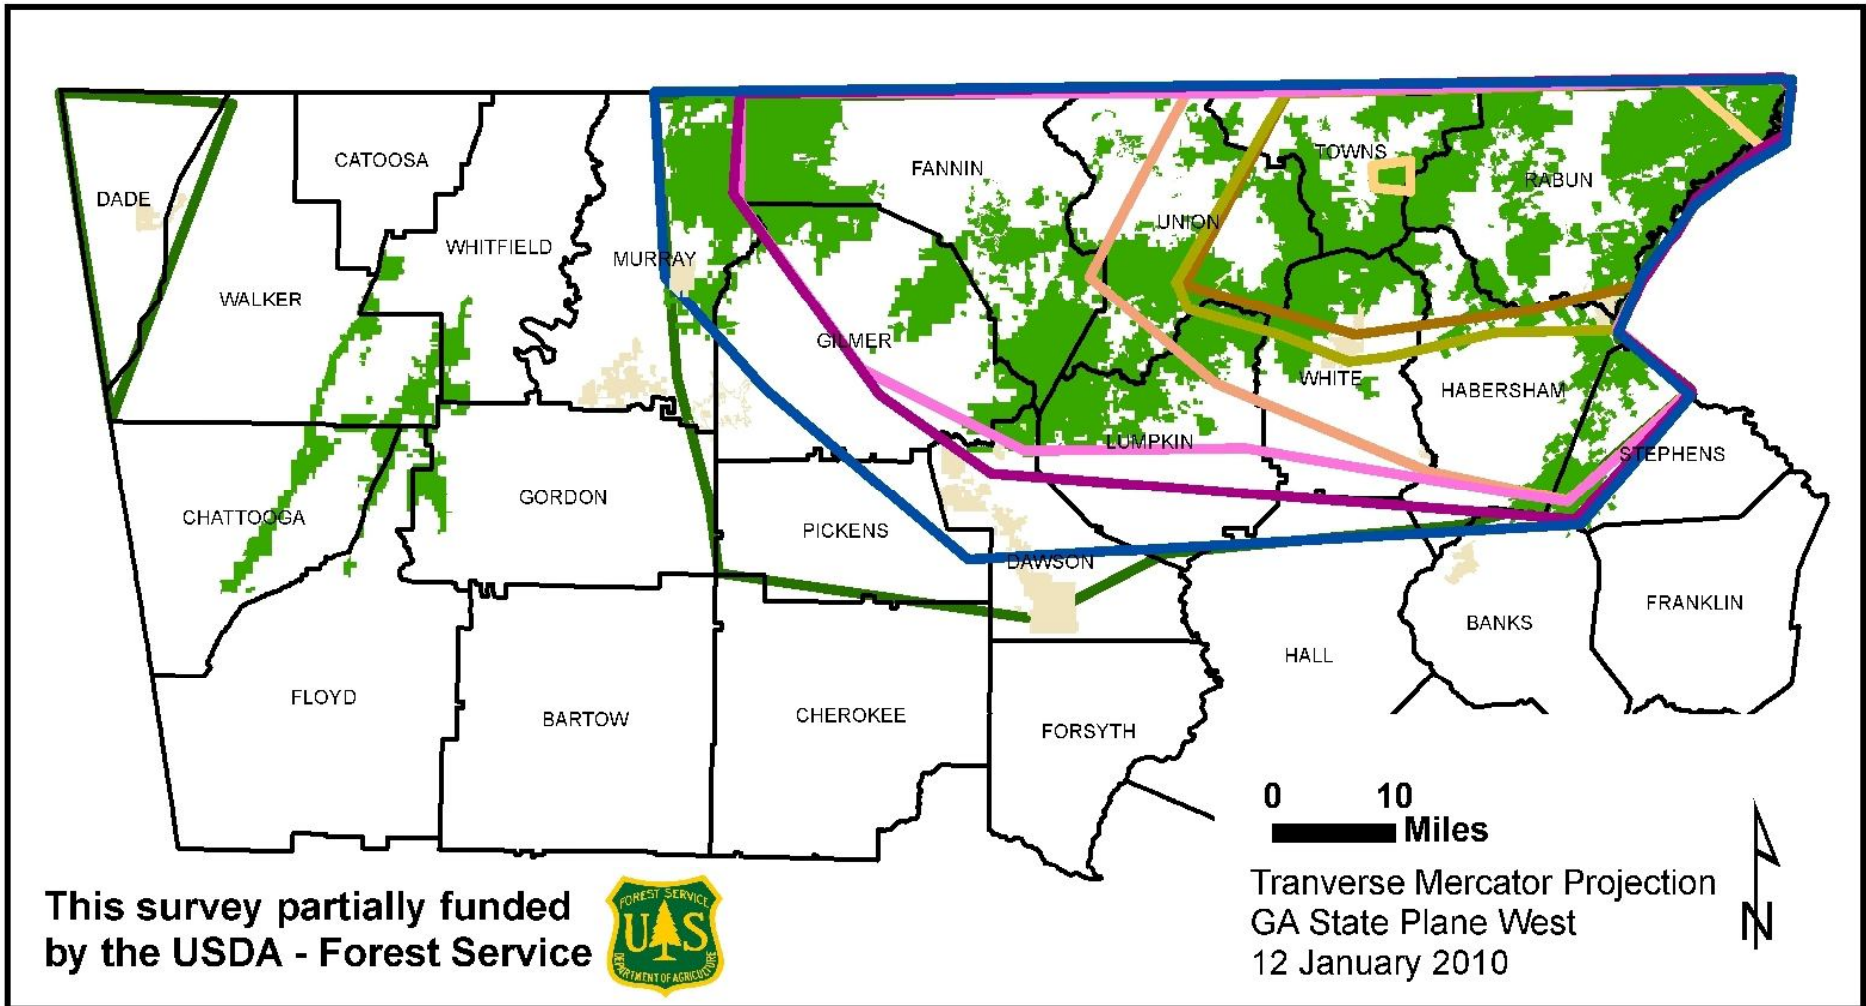 CATOOSA
DADE
FANNIN
TOWNS
RABUN
UNION
WHITFIELD
MURRAY
WALKER
GILMER
WHITE
HABERSHAM
LUMPKIN
STEPHENS
GORDON
CHATTOOGA
PICKENS
DAWSON
FRANKLIN
BANKS
HALL
FLOYD
BARTOW
CHEROKEE
FORSYTH
0 10
Miles
Tranverse Mercator Projection
GA State Plane West
12 January 2010
N
This survey partially funded
by the USDA - Forest Service
FOREST SERVICE
U S
DEPARTMENT OF AGRICULTURE